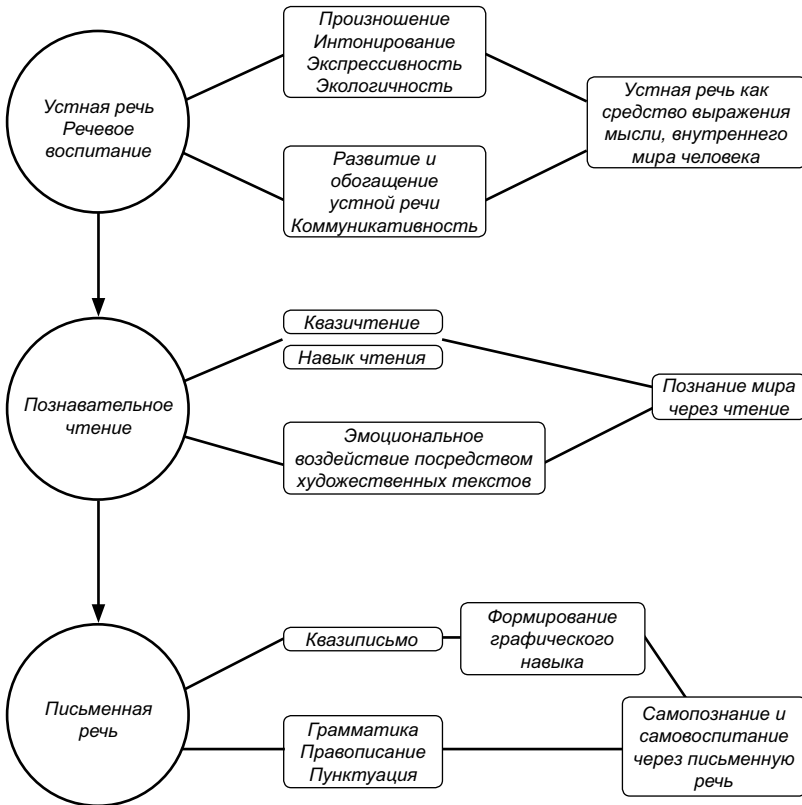 Устная речь
Речевое
воспитание
Произношение
Интонирование
Экспрессивность
Экологичность
Развитие и
обогащение
устной речи
Коммуникативность
Устная речь как
средство выражения
мысли, внутреннего
мира человека
Познавательное
чтение
Квазичтение
Навык чтения
Эмоциональное
воздействие посредством
художественных текстов
Познание мира
через чтение
Письменная
речь
Квазиписьмо
Формирование
графического
навыка
Грамматика
Правописание
Пунктуация
Самопознание и
самовоспитание
через письменную
речь